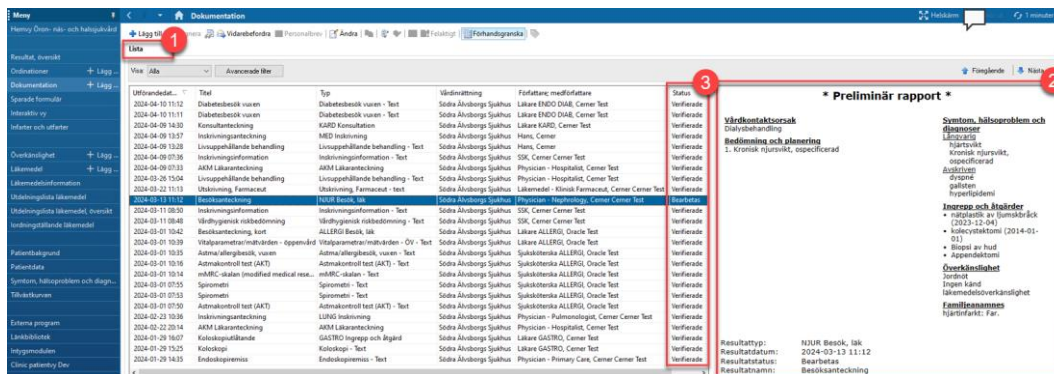 Meny
Dokumentation
Helskärm
1 minuter
Hemcy Öron- näs- och halssjukvård
Vidarebefordra
Personalbrev
Ändra
Felaktigt
Förhandsgranska
1
Lista
Resultat, översikt
Ordinationer + Lägg ...
Dokumentation + Lägg ...
Sparade formulär
Interaktiv vy
Infarter och utfarter
Överkänslighet + Lägg ...
Läkemedel + Lägg ...
Läkemedelsinformation
Utdelningslista läkemedel
Utdelningslista läkemedel, översikt
Iordningställande läkemedel
Patientbakgrund
Patientdata
Symtom, hälsoproblem och diagn...
Tillväxtkurvan
Externa program
Länkbibliotek
Intygsmodulen
Clinic patientvy Dev
Visa: Alla
Avancerade filter
Föregående
Nästa
3
2
Utförandedat... Titel Typ Vårdinrättning Författare; medförfattare Status
2024-04-10 11:12 Diabetesbesök vuxen Diabetesbesök vuxen - Text Södra Älvsborgs Sjukhus Läkare ENDO DIAB, Cerner Test Verifierade
2024-04-10 11:11 Diabetesbesök vuxen Diabetesbesök vuxen - Text Södra Älvsborgs Sjukhus Läkare ENDO DIAB, Cerner Test Verifierade
2024-04-09 14:30 Konsultanteckning KARD Konsultation Södra Älvsborgs Sjukhus Läkare KARD, Cerner Test Verifierade
2024-04-09 13:57 Inskrivningsanteckning MED Inskrivning Södra Älvsborgs Sjukhus Hans, Cerner Verifierade
2024-04-09 13:28 Livsuppehållande behandling Livsuppehållande behandling - Text Södra Älvsborgs Sjukhus Hans, Cerner Verifierade
2024-04-09 07:36 Inskrivningsinformation Inskrivningsinformation - Text Södra Älvsborgs Sjukhus SSK, Cerner Cerner Test Verifierade
2024-04-09 07:33 AKM Läkaranteckning AKM Läkaranteckning Södra Älvsborgs Sjukhus Physician - Hospitalist, Cerner Test Verifierade
2024-03-26 15:04 Livsuppehållande behandling Livsuppehållande behandling - Text Södra Älvsborgs Sjukhus Physician - Hospitalist, Cerner Test Verifierade
2024-03-22 11:13 Utskrivning, Farmaceut Utskrivning, Farmaceut - text Södra Älvsborgs Sjukhus Läkemedel - Klinisk Farmaceut, Cerner Cerner Test Verifierade
2024-03-13 11:12 Besöksanteckning NJUR Besök, läk Södra Älvsborgs Sjukhus Physician - Nephrology, Cerner Cerner Test Bearbetas
2024-03-11 08:50 Inskrivningsinformation Inskrivningsinformation - Text Södra Älvsborgs Sjukhus SSK, Cerner Cerner Test Verifierade
2024-03-11 08:48 Vårdhygienisk riskbedömning Vårdhygienisk riskbedömning - Text Södra Älvsborgs Sjukhus SSK, Cerner Cerner Test Verifierade
2024-03-01 10:42 Besöksanteckning, kort ALLERGI Besök, läk Södra Älvsborgs Sjukhus Läkare ALLERGI, Oracle Test Verifierade
2024-03-01 10:39 Vitalparametrar/mätvärden - öppenvård Vitalparametrar/mätvärden - ÖV - Text Södra Älvsborgs Sjukhus Läkare ALLERGI, Oracle Test Verifierade
2024-03-01 10:35 Astma/allergibesök, vuxen Astma/allergibesök, vuxen - Text Södra Älvsborgs Sjukhus Sjuksköterska ALLERGI, Oracle Test Verifierade
2024-03-01 10:16 Astmakontroll test (AKT) Astmakontroll test (AKT) - Text Södra Älvsborgs Sjukhus Sjuksköterska ALLERGI, Oracle Test Verifierade
2024-03-01 10:14 mMRC-skalan (modified medical rese... mMRC-skalan - Text Södra Älvsborgs Sjukhus Sjuksköterska ALLERGI, Oracle Test Verifierade
2024-03-01 07:55 Spirometri Spirometri - Text Södra Älvsborgs Sjukhus Sjuksköterska ALLERGI, Oracle Test Verifierade
2024-03-01 07:53 Spirometri Spirometri - Text Södra Älvsborgs Sjukhus Sjuksköterska ALLERGI, Oracle Test Verifierade
2024-03-01 07:50 Astmakontroll test (AKT) Astmakontroll test (AKT) - Text Södra Älvsborgs Sjukhus Sjuksköterska ALLERGI, Oracle Test Verifierade
2024-02-23 10:36 Inskrivningsanteckning LUNG Inskrivning Södra Älvsborgs Sjukhus Physician - Pulmonologist, Cerner Cerner Test Verifierade
2024-02-22 20:14 AKM Läkaranteckning AKM Läkaranteckning Södra Älvsborgs Sjukhus Physician - Hospitalist, Cerner Test Verifierade
2024-01-29 16:07 Koloskopiutlåtande GASTRO Ingrepp och åtgärd Södra Älvsborgs Sjukhus Läkare GASTRO, Cerner Test Verifierade
2024-01-29 15:25 Koloskopi Koloskopi - Text Södra Älvsborgs Sjukhus Läkare GASTRO, Cerner Test Verifierade
2024-01-29 14:35 Endoskopiremiss Endoskopiremiss - Text Södra Älvsborgs Sjukhus Physician - Primary Care, Cerner Cerner Test Verifierade
* Preliminär rapport *
Vårdkontaktsorsak
Dialysbehandling
Bedömning och planering
1. Kronisk njursvikt, ospecificerad
Symtom, hälsoproblem och
diagnoser
Långvarig
hjärtsvikt
Kronisk njursvikt,
ospecificerad
Avskriven
dyspné
gallsten
hyperlipidemi
Ingrepp och åtgärder
• nätplastik av ljumskbråck
(2023-12-04)
• kolecystektomi (2014-01-
01)
• Biopsi av hud
• Appendektomi
Överkänslighet
Jordnöt
Ingen känd
läkemedelsöverkänslighet
Familjeanamnes
hjärtinfarkt: Far.
Resultattyp: NJUR Besök, läk
Resultatdatum: 2024-03-13 11:12
Resultatstatus: Bearbetas
Resultatnamn: Besöksanteckning